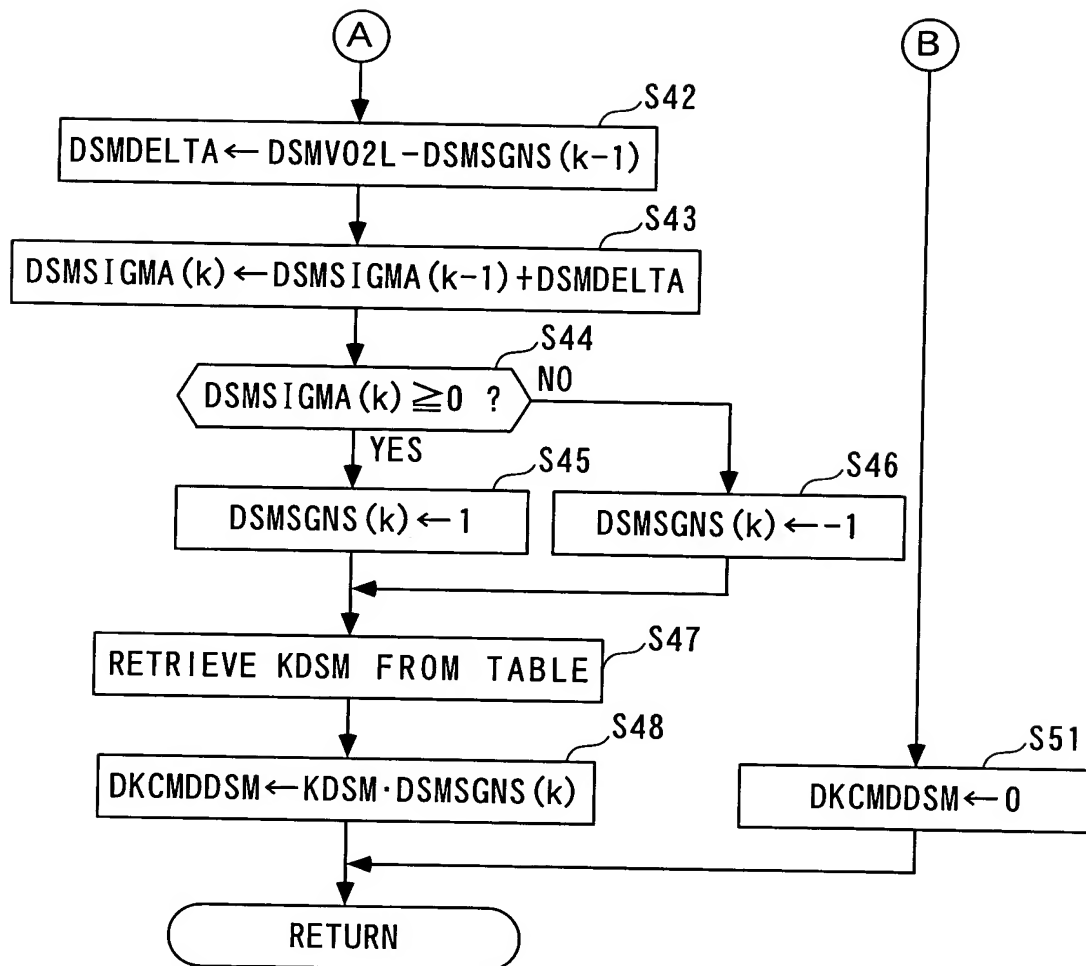 A
B
S42
DSMDELTA←DSMVO2L-DSMSGNS(k-1)
S43
DSMSIGMA(k)←DSMSIGMA(k-1)+DSMDELTA
S44
DSMSIGMA(k)≧0 ?
NO
YES
S45
DSMSGNS(k)←1
S46
DSMSGNS(k)←-1
S47
RETRIEVE KDSM FROM TABLE
S48
DKCMDDSM←KDSM·DSMSGNS(k)
S51
DKCMDDSM←0
RETURN